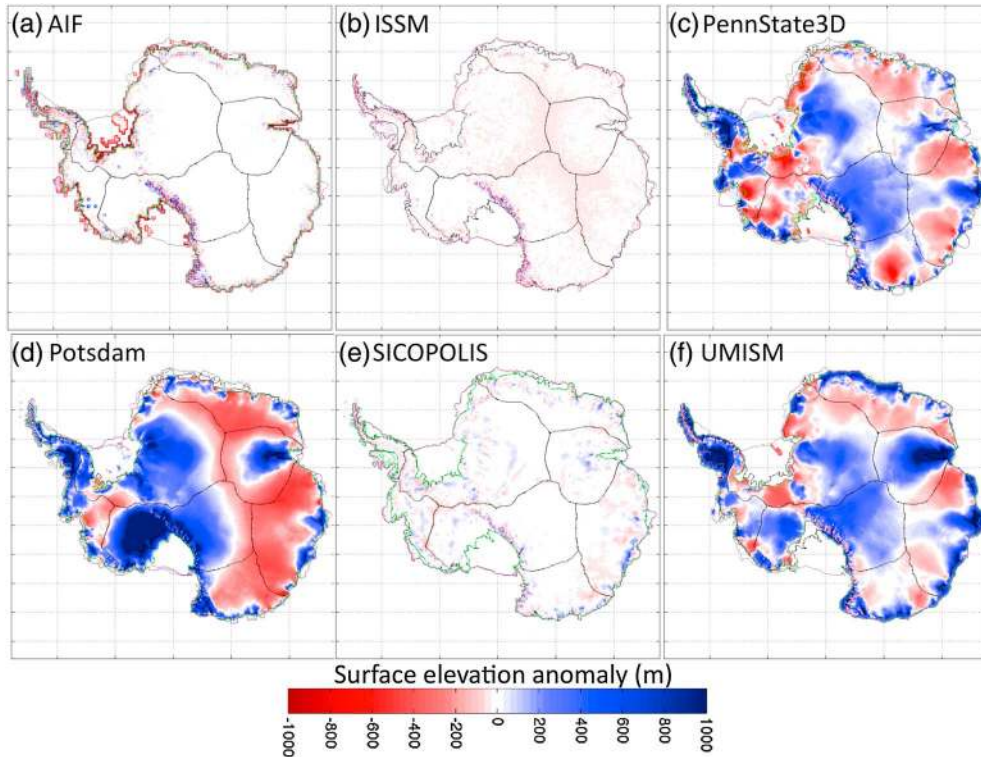 (a) AIF
(b) ISSM
(c) PennState3D
(d) Potsdam
(e) SICOPOLIS
(f) UMISM
Surface elevation anomaly (m)
-1000 -800 -600 -400 -200 0 200 400 600 800 1000